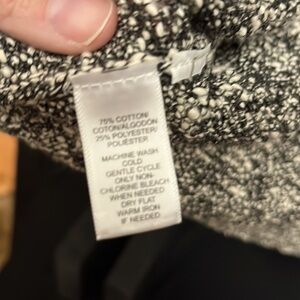 75% COTTON/
COTON/ALGODÓN
25% POLYESTER/
POLIÉSTER
MACHINE WASH
COLD
GENTLE CYCLE
ONLY NON-
CHLORINE BLEACH
WHEN NEEDED
DRY FLAT
WARM IRON
IF NEEDED